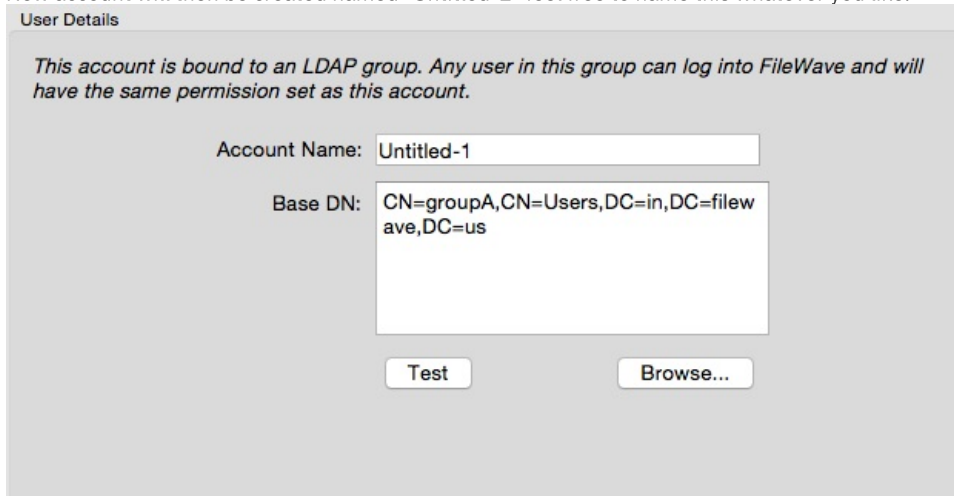 User Details
This account is bound to an LDAP group. Any user in this group can log into FileWave and will
have the same permission set as this account.
Account Name: Untitled-1
Base DN: CN=groupA,CN=Users,DC=in,DC=filew
ave,DC=us
Test Browse...